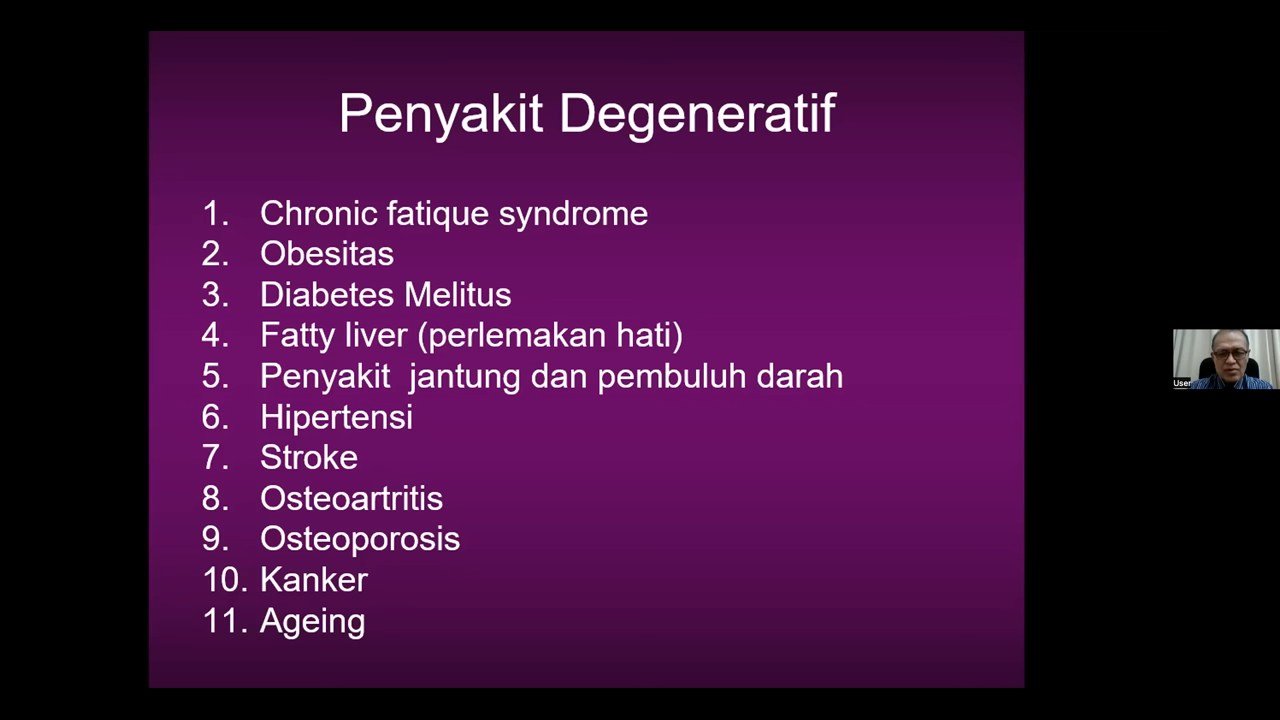 Penyakit Degeneratif
1. Chronic fatique syndrome
2. Obesitas
3. Diabetes Melitus
4. Fatty liver (perlemakan hati)
5. Penyakit jantung dan pembuluh darah
6. Hipertensi
7. Stroke
8. Osteoartritis
9. Osteoporosis
10. Kanker
11. Ageing
User